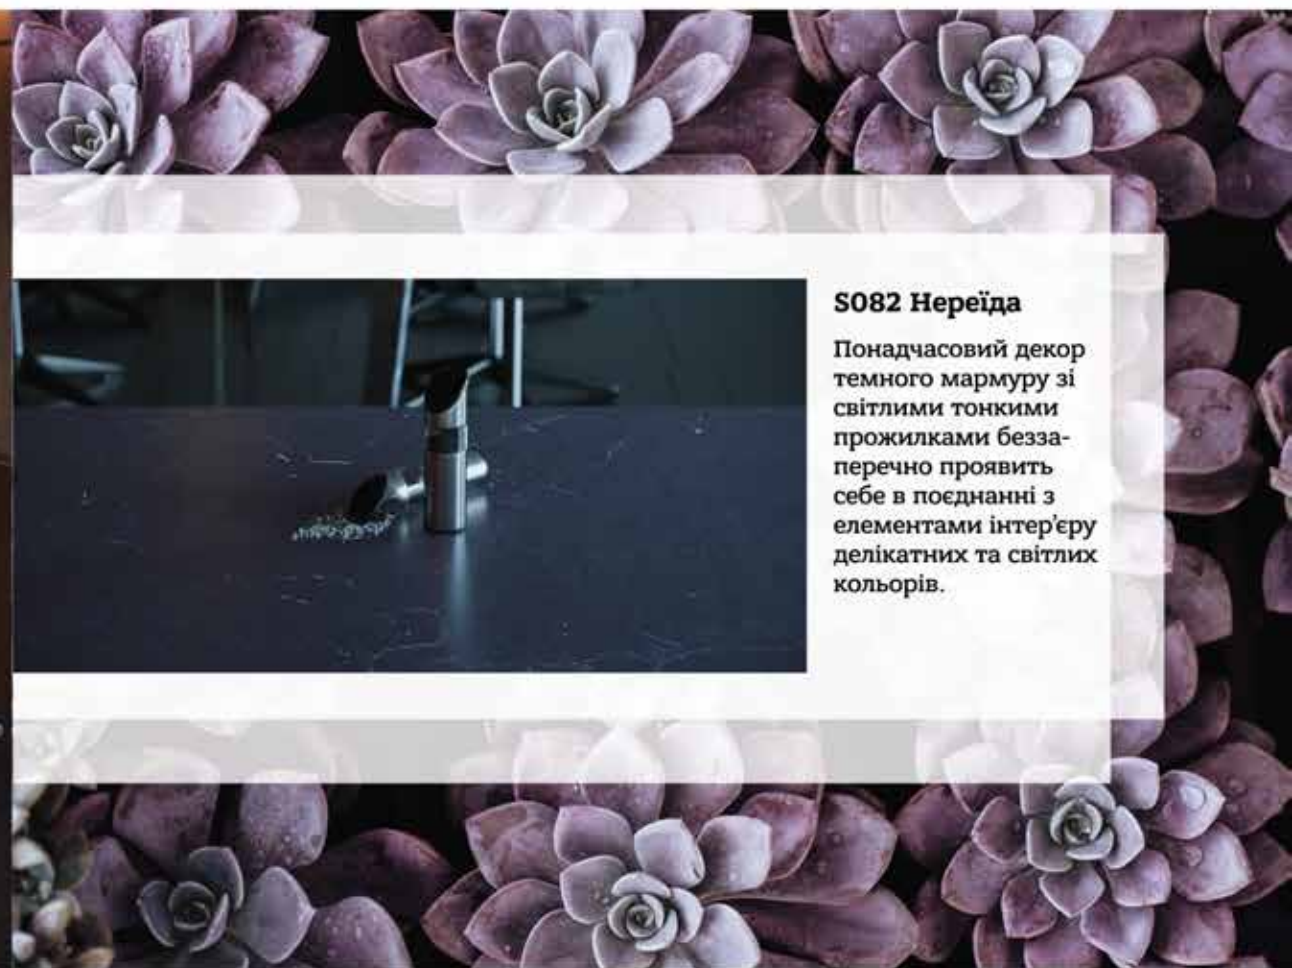 S082 Нереїда
Понадчасовий декор
темного мармуру зі
світлими тонкими
прожилками безза-
перечно проявить
себе в поєднанні з
елементами інтер'єру
делікатних та світлих
кольорів.